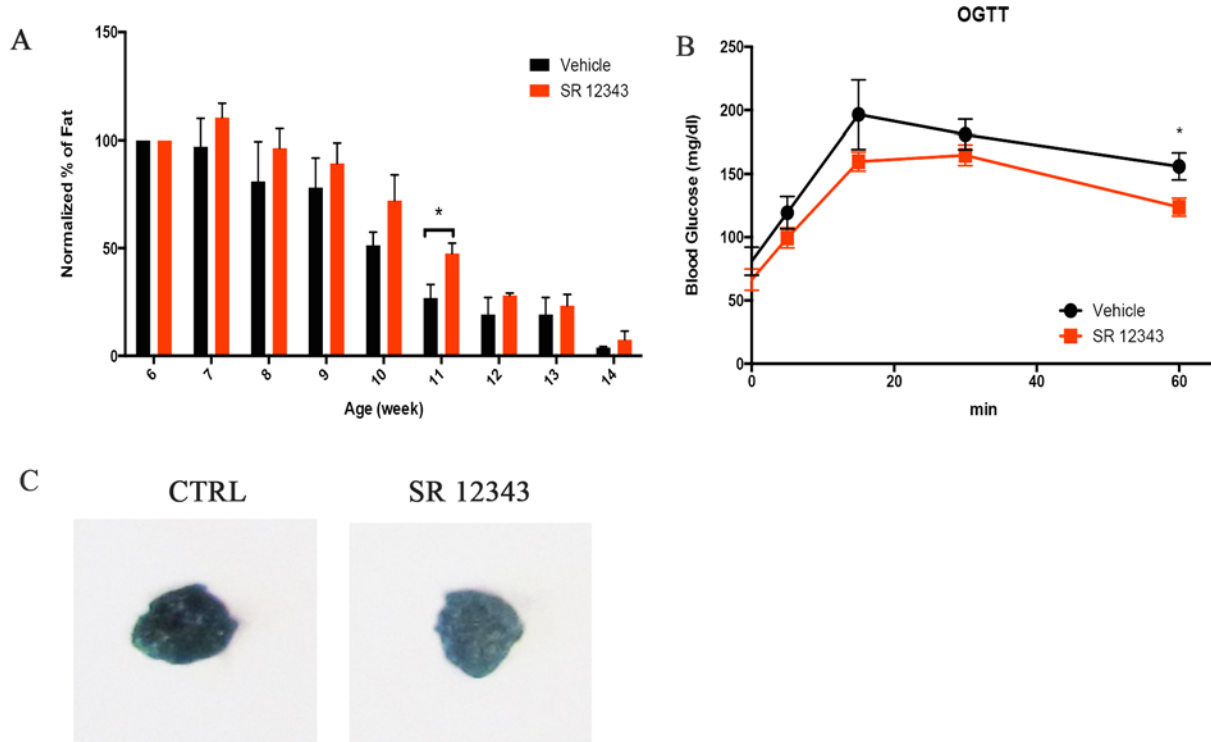 A
Normalized % of Fat
150
100
50
0
Vehicle
SR 12343
*
6 7 8 9 10 11 12 13 14
Age (week)
B
OGTT
Blood Glucose (mg/dl)
250
200
150
100
50
0
*
Vehicle
SR 12343
0 20 40 60
min
C
CTRL SR 12343